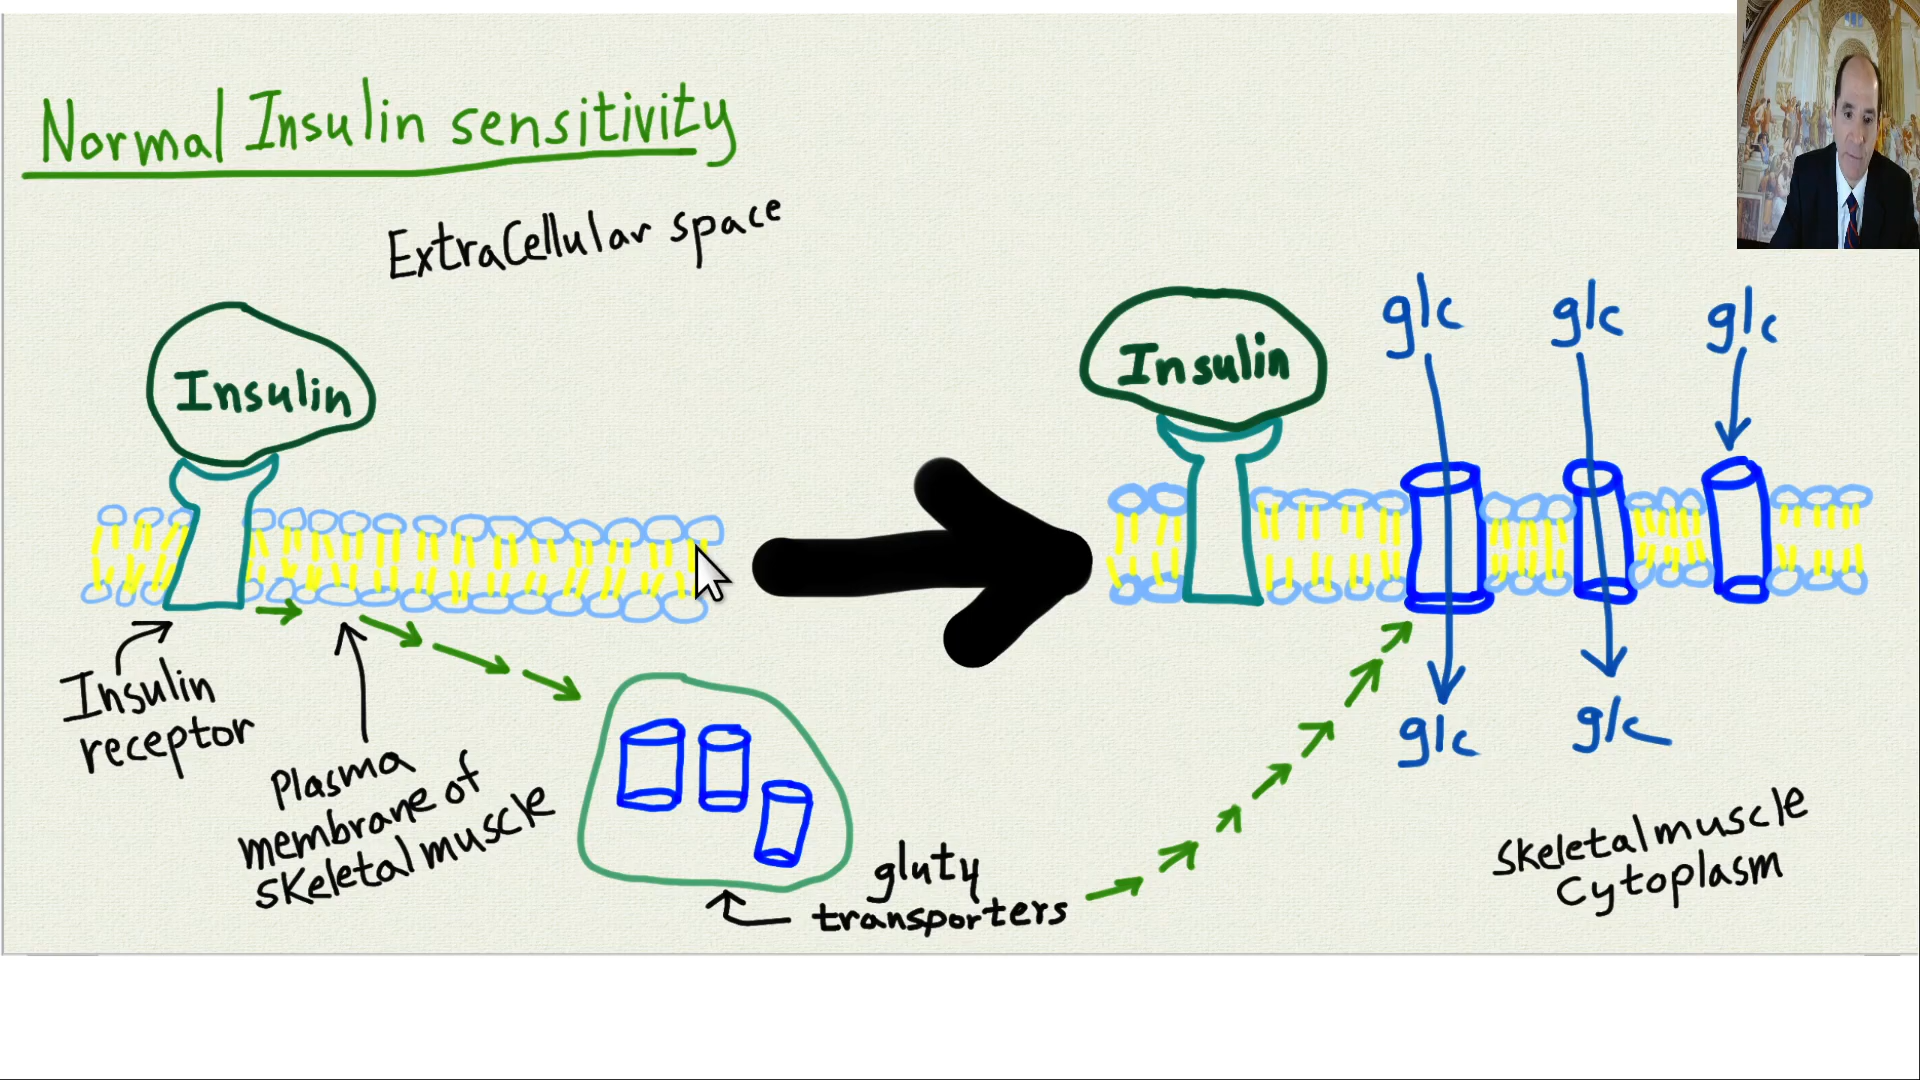 Normal Insulin sensitivity
Extracellular space
Insulin
Insulin
glc
glc
glc
Insulin
receptor
Plasma
membrane of
skeletal muscle
gluty
transporters
glc
glc
Skeletal muscle
Cytoplasm